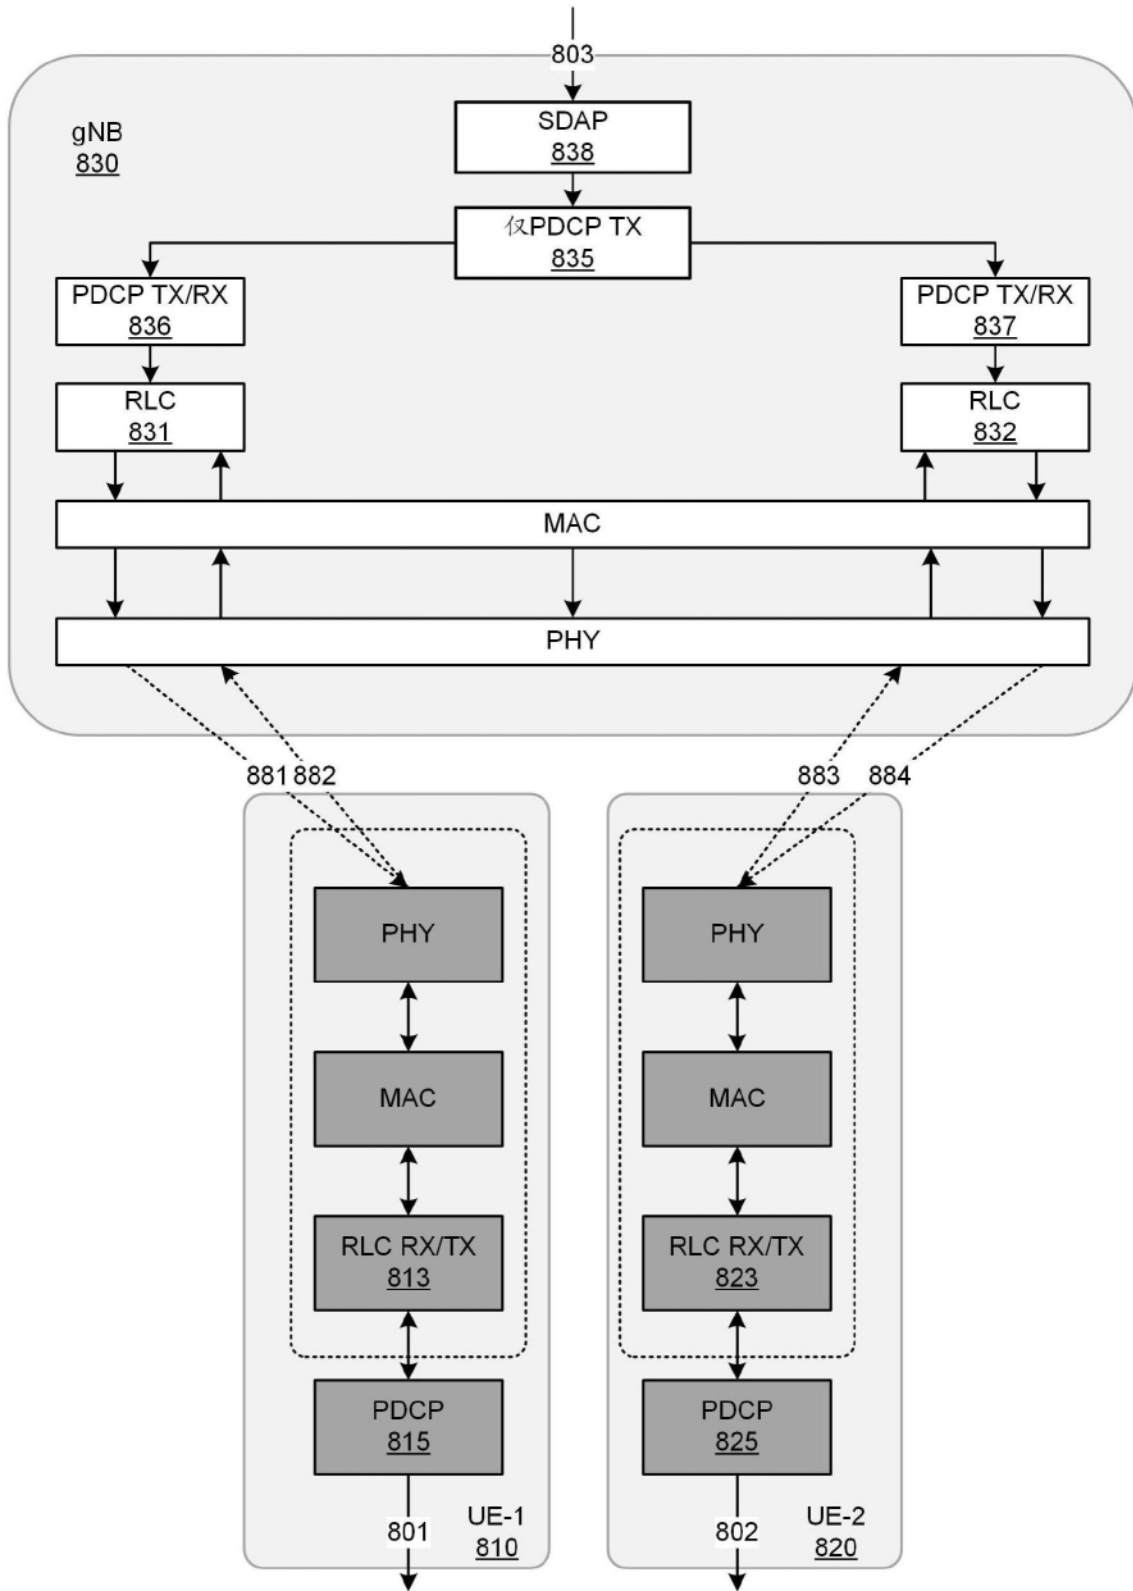 803
gNB
830
SDAP
838
仅PDCP TX
835
PDCP TX/RX
836
PDCP TX/RX
837
RLC
831
RLC
832
MAC
PHY
881
882
883
884
PHY
PHY
MAC
MAC
RLC RX/TX
813
RLC RX/TX
823
PDCP
815
PDCP
825
801
UE-1
810
802
UE-2
820